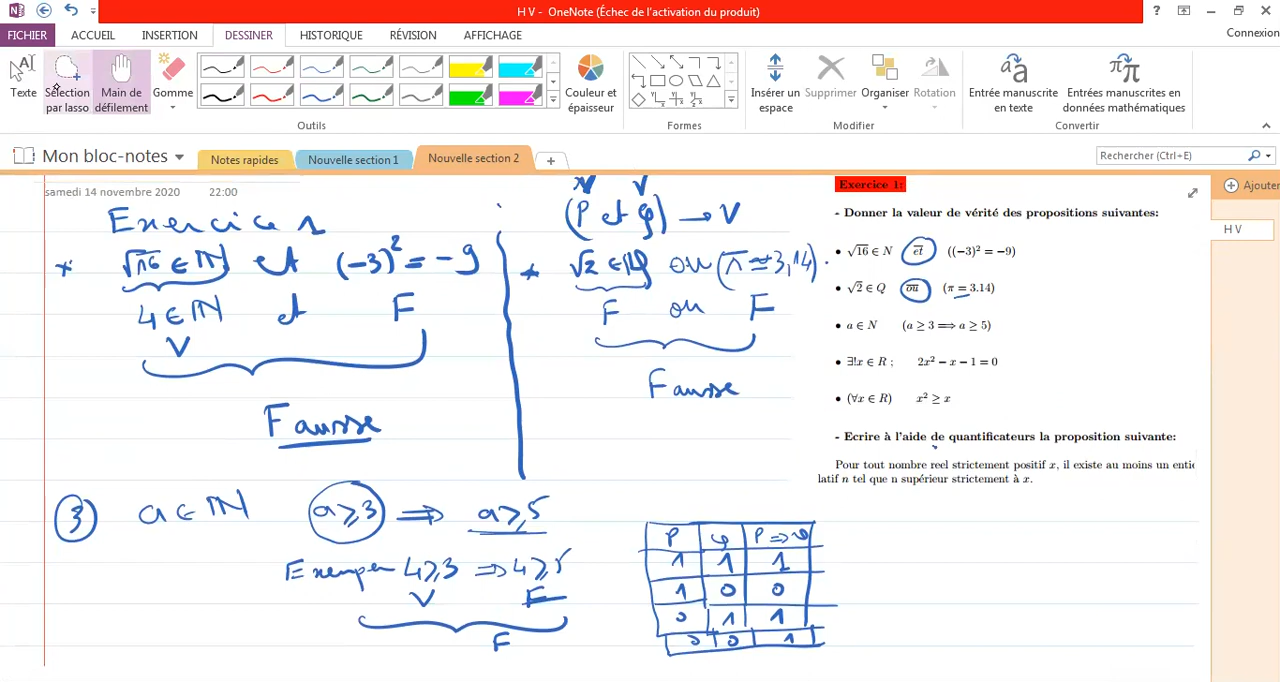 H V - OneNote (Échec de l'activation du produit)
?
FICHIER ACCUEIL INSERTION DESSINER HISTORIQUE RÉVISION AFFICHAGE
Connexion
Texte Sélection par lasso Main de défilement Gomme
Couleur et épaisseur
Insérer un espace Supprimer Organiser Rotation
Entrée manuscrite en texte Entrées manuscrites en données mathématiques
Outils Formes Modifier Convertir
Mon bloc-notes Notes rapides Nouvelle section 1 Nouvelle section 2
Rechercher (Ctrl+E)
Ajouter
H V
samedi 14 novembre 2020 22:00
Exercice 1
* √16 ∈ ℕ et (-3)² = -9
4 ∈ ℕ et F
V
Fausse
V V
(P et Q) → V
* √2 ∈ ℚ ou (π ≃ 3,14).
F ou F
Fausse
③ a ∈ ℕ a ≥ 3 ⟹ a ≥ 5
4 ≥ 3 ⟹ 4 ≥ 5
V F
F
P Q P ⟹ Q
1 1 1
1 0 0
0 1 1
0 0 1
Exercice 1:
- Donner la valeur de vérité des propositions suivantes:
• √16 ∈ N et ((−3)² = −9)
• √2 ∈ Q ou (π = 3.14)
• a ∈ N (a ≥ 3 ⟹ a ≥ 5)
• ∃!x ∈ R ; 2x² − x − 1 = 0
• (∀x ∈ R) x² ≥ x
- Ecrire à l'aide de quantificateurs la proposition suivante:
Pour tout nombre reel strictement positif x, il existe au moins un entie
latif n tel que n supérieur strictement à x.